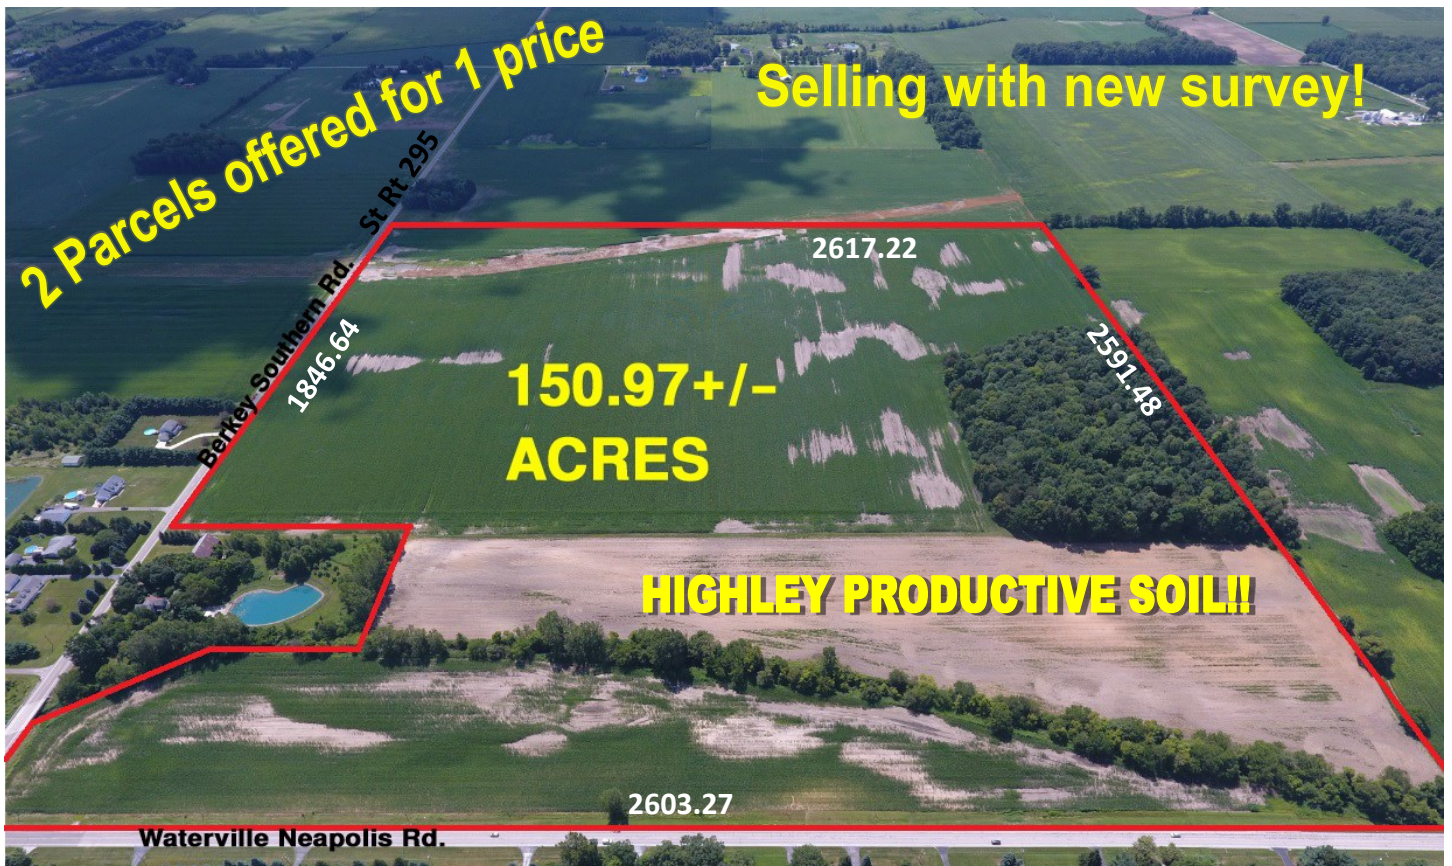 2 Parcels offered for 1 price
Selling with new survey!
St Rt 295
2617.22
Berkey Southern Rd.
1846.64
2591.48
150.97+/-
ACRES
HIGHLEY PRODUCTIVE SOIL!!
2603.27
Waterville Neapolis Rd.